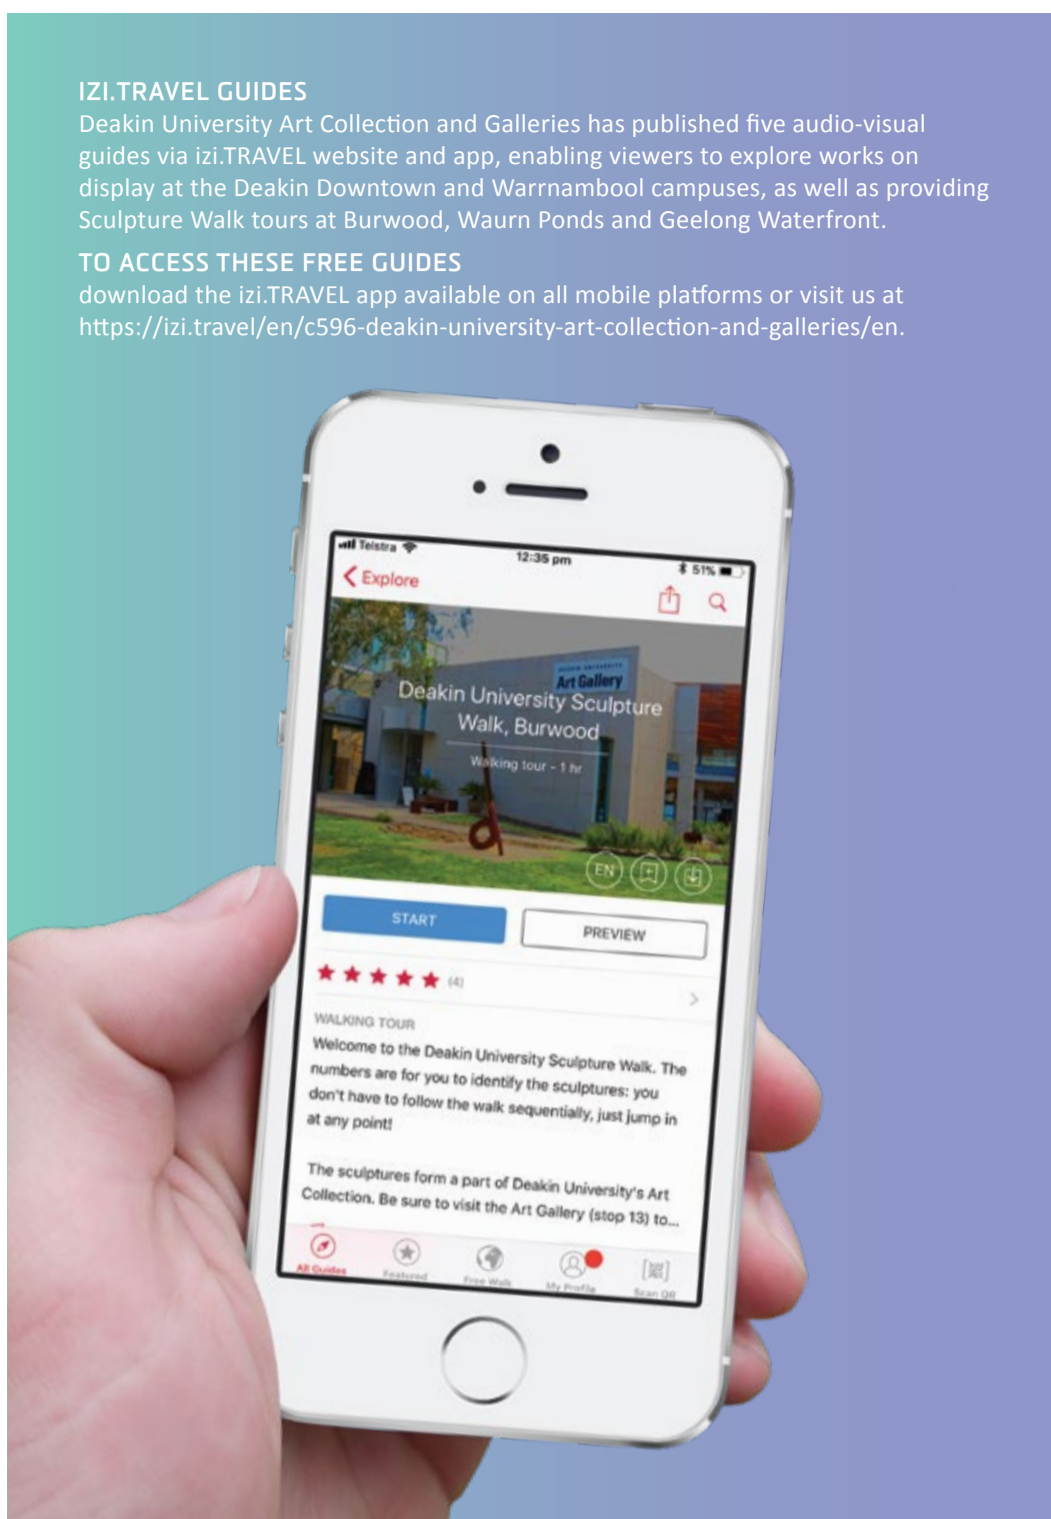 IZI.TRAVEL GUIDES
Deakin University Art Collection and Galleries has published five audio-visual
guides via izi.TRAVEL website and app, enabling viewers to explore works on
display at the Deakin Downtown and Warrnambool campuses, as well as providing
Sculpture Walk tours at Burwood, Waurn Ponds and Geelong Waterfront.
TO ACCESS THESE FREE GUIDES
download the izi.TRAVEL app available on all mobile platforms or visit us at
https://izi.travel/en/c596-deakin-university-art-collection-and-galleries/en.
Telstra 12:35 pm 51%
Explore
DEAKIN UNIVERSITY
Art Gallery
Deakin University Sculpture
Walk, Burwood
Walking tour - 1 hr
EN
START PREVIEW
(4)
WALKING TOUR
Welcome to the Deakin University Sculpture Walk. The
numbers are for you to identify the sculptures: you
don't have to follow the walk sequentially, just jump in
at any point!
The sculptures form a part of Deakin University's Art
Collection. Be sure to visit the Art Gallery (stop 13) to...
All Guides Featured Free Walk My Profile Scan QR